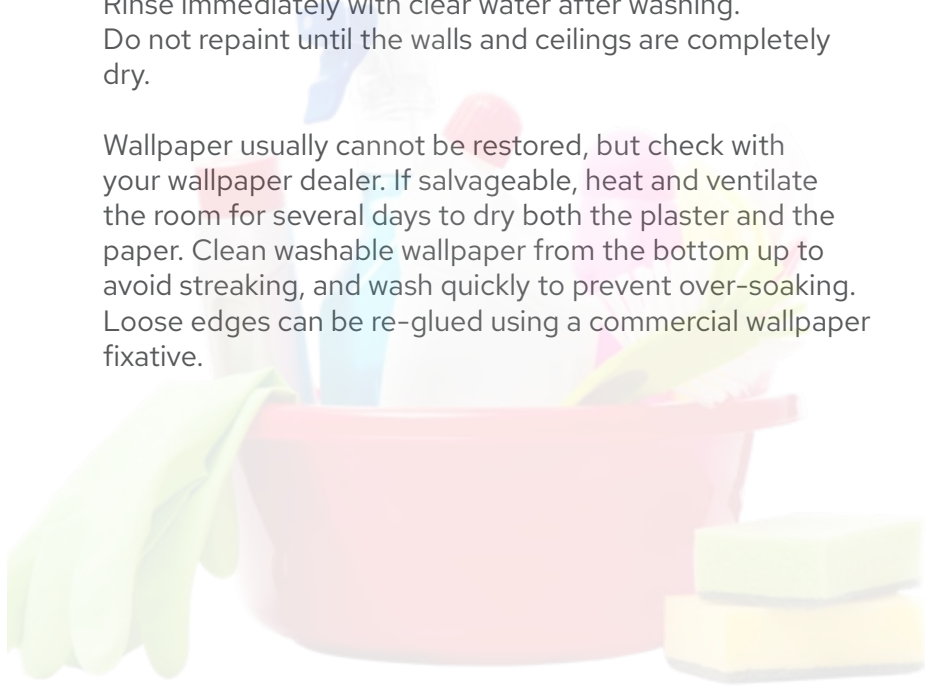 Rinse immediately with clear water after washing.
Do not repaint until the walls and ceilings are completely
dry.
Wallpaper usually cannot be restored, but check with
your wallpaper dealer. If salvageable, heat and ventilate
the room for several days to dry both the plaster and the
paper. Clean washable wallpaper from the bottom up to
avoid streaking, and wash quickly to prevent over-soaking.
Loose edges can be re-glued using a commercial wallpaper
fixative.